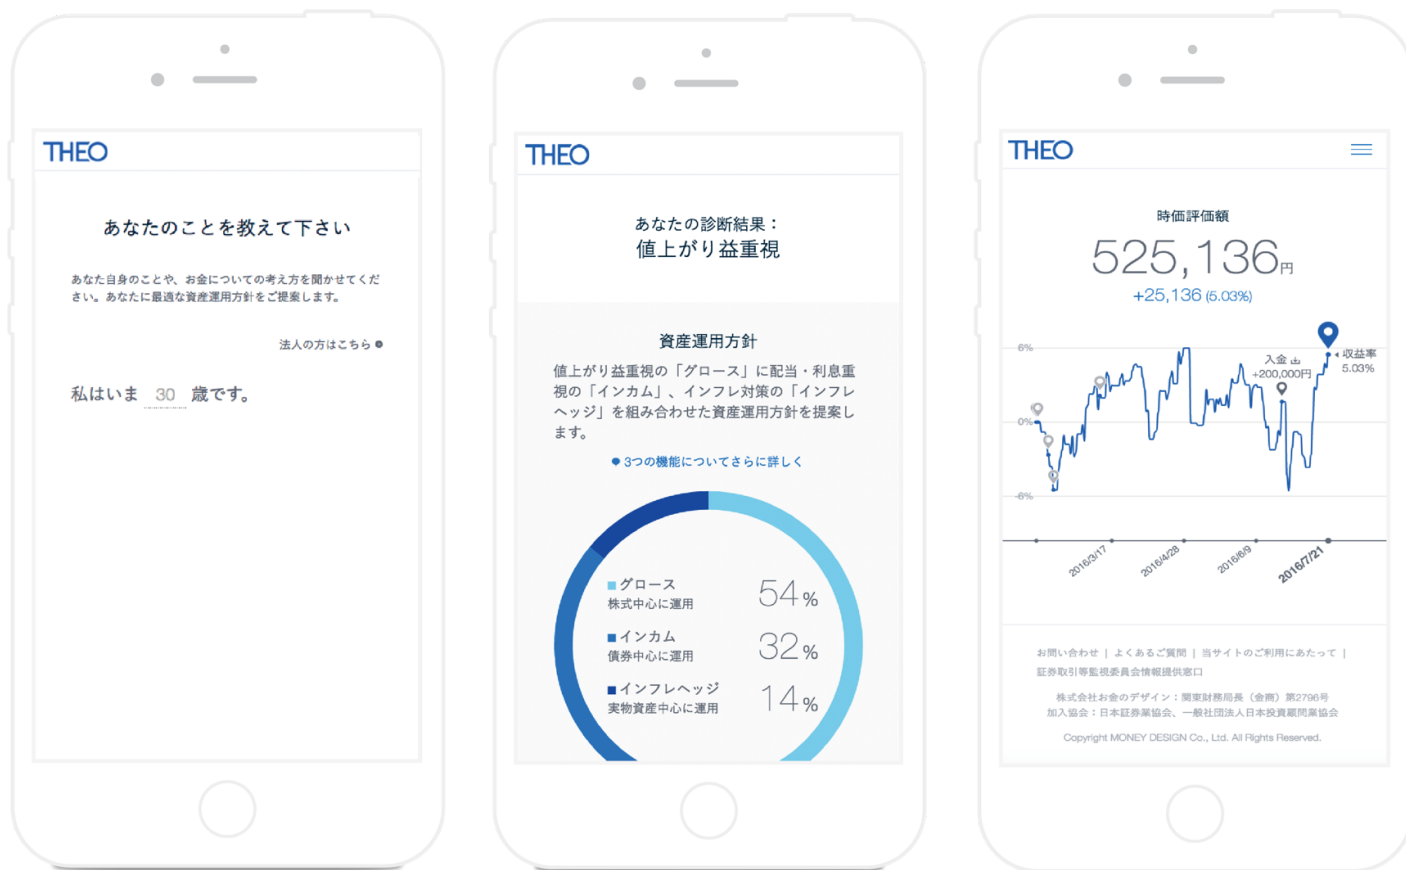 THEO
あなたのことを教えて下さい
あなた自身のことや、お金についての考え方を聞かせてくだ
さい。あなたに最適な資産運用方針をご提案します。
法人の方はこちら
私はいま 30 歳です。
THEO
あなたの診断結果：
値上がり益重視
資産運用方針
値上がり益重視の「グロース」に配当・利息重
視の「インカム」、インフレ対策の「インフレ
ヘッジ」を組み合わせた資産運用方針を提案し
ます。
3つの機能についてさらに詳しく
グロース
株式中心に運用
54%
インカム
債券中心に運用
32%
インフレヘッジ
実物資産中心に運用
14%
THEO
時価評価額
525,136円
+25,136 (5.03%)
6%
入金
+200,000円
収益率
5.03%
0%
-6%
2016/3/17
2016/4/28
2016/6/9
2016/7/21
お問い合わせ | よくあるご質問 | 当サイトのご利用にあたって |
証券取引等監視委員会情報提供窓口
株式会社お金のデザイン：関東財務局長（金商）第2796号
加入協会：日本証券業協会、一般社団法人日本投資顧問業協会
Copyright MONEY DESIGN Co., Ltd. All Rights Reserved.